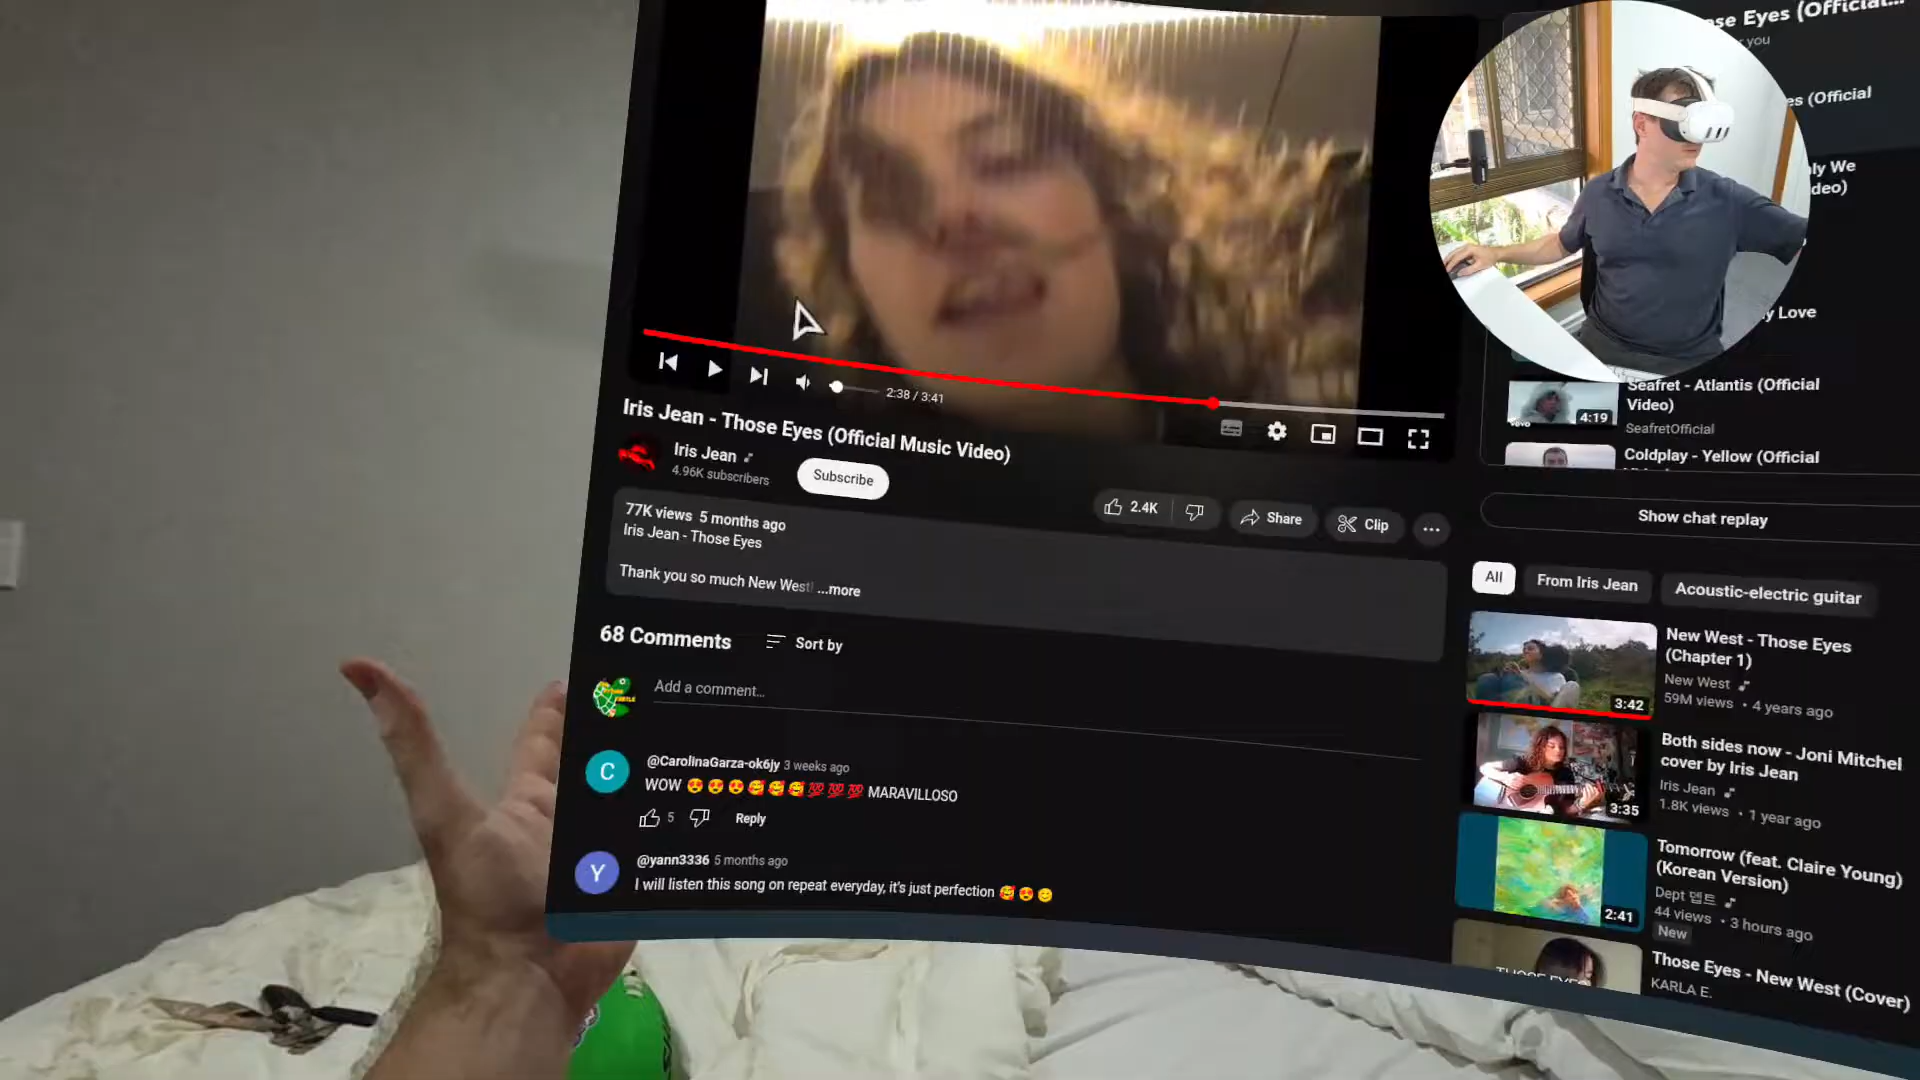 2:38 / 3:41
Iris Jean - Those Eyes (Official Music Video)
Iris Jean
4.96K subscribers
Subscribe
2.4K
Share
Clip
77K views 5 months ago
Iris Jean - Those Eyes
Thank you so much New West! ...more
68 Comments
Sort by
Add a comment...
C
@CarolinaGarza-ok6jy 3 weeks ago
WOW 😍😍😍🥰🥰🥰💯💯💯 MARAVILLOSO
5
Reply
Y
@yann3336 5 months ago
I will listen this song on repeat everyday, it's just perfection 🥰😍😊
Eyes (Official...
you
(Official
We
Love
4:19
Seafret - Atlantis (Official
Video)
SeafretOfficial
Coldplay - Yellow (Official
Show chat replay
All
From Iris Jean
Acoustic-electric guitar
3:42
New West - Those Eyes
(Chapter 1)
New West
59M views • 4 years ago
3:35
Both sides now - Joni Mitchel
cover by Iris Jean
Iris Jean
1.8K views • 1 year ago
2:41
Tomorrow (feat. Claire Young)
(Korean Version)
Dept 뎁트
44 views • 3 hours ago
New
THOSE EYES
Those Eyes - New West (Cover)
KARLA E.